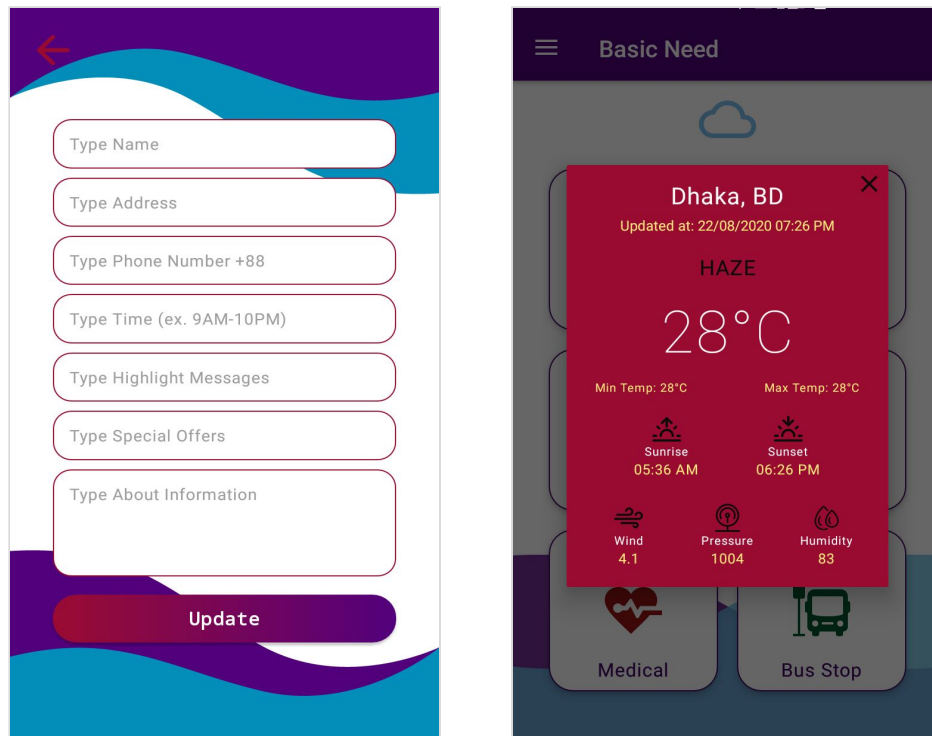 Type Name
Type Address
Type Phone Number +88
Type Time (ex. 9AM-10PM)
Type Highlight Messages
Type Special Offers
Type About Information
Update
Basic Need
Dhaka, BD
Updated at: 22/08/2020 07:26 PM
HAZE
28°C
Min Temp: 28°C Max Temp: 28°C
Sunrise Sunset
05:36 AM 06:26 PM
Wind Pressure Humidity
4.1 1004 83
Medical Bus Stop